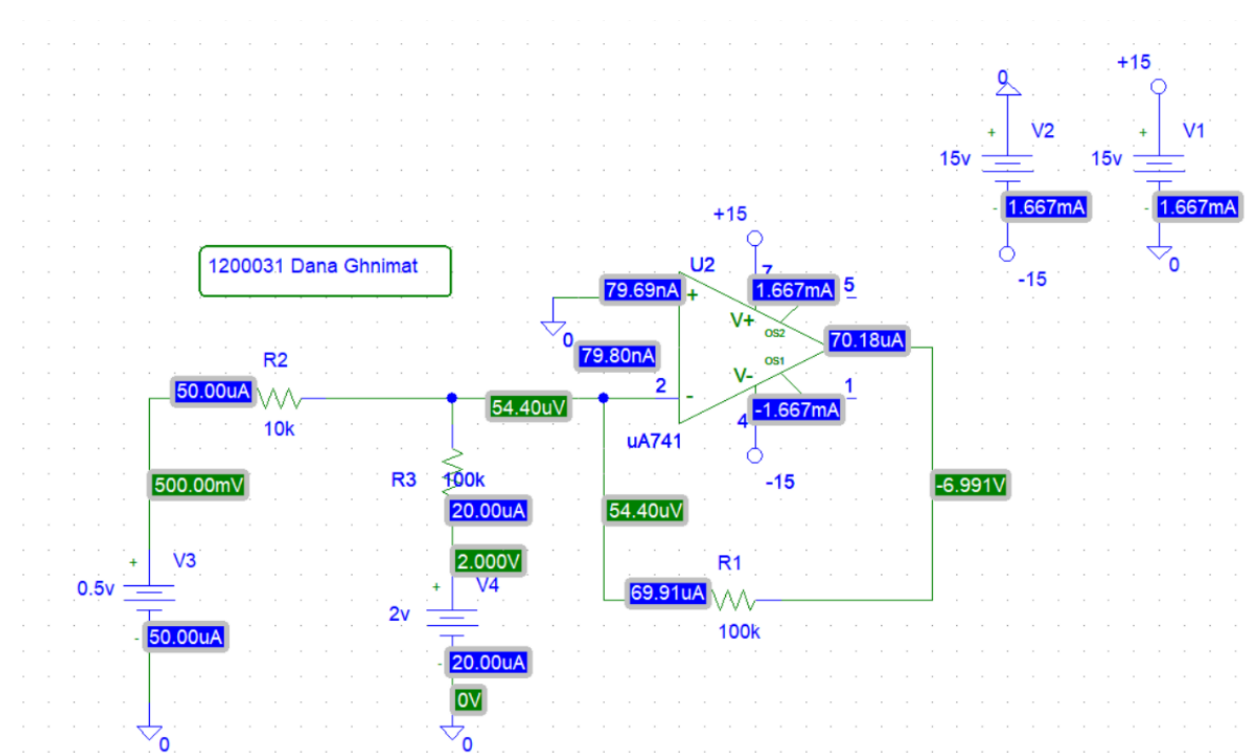 +15
0
+
V2
+
V1
15v
15v
-
1.667mA
-
1.667mA
+15
-15
0
1200031 Dana Ghnimat
U2
7
79.69nA
+
1.667mA
5
V+
OS2
0
79.80nA
70.18uA
R2
OS1
V-
50.00uA
2
-
-1.667mA
1
54.40uV
4
10k
uA741
R3
100k
-15
500.00mV
-6.991V
20.00uA
54.40uV
+
V3
2.000V
R1
0.5v
+
V4
69.91uA
2v
-
50.00uA
100k
-
20.00uA
0V
0
0